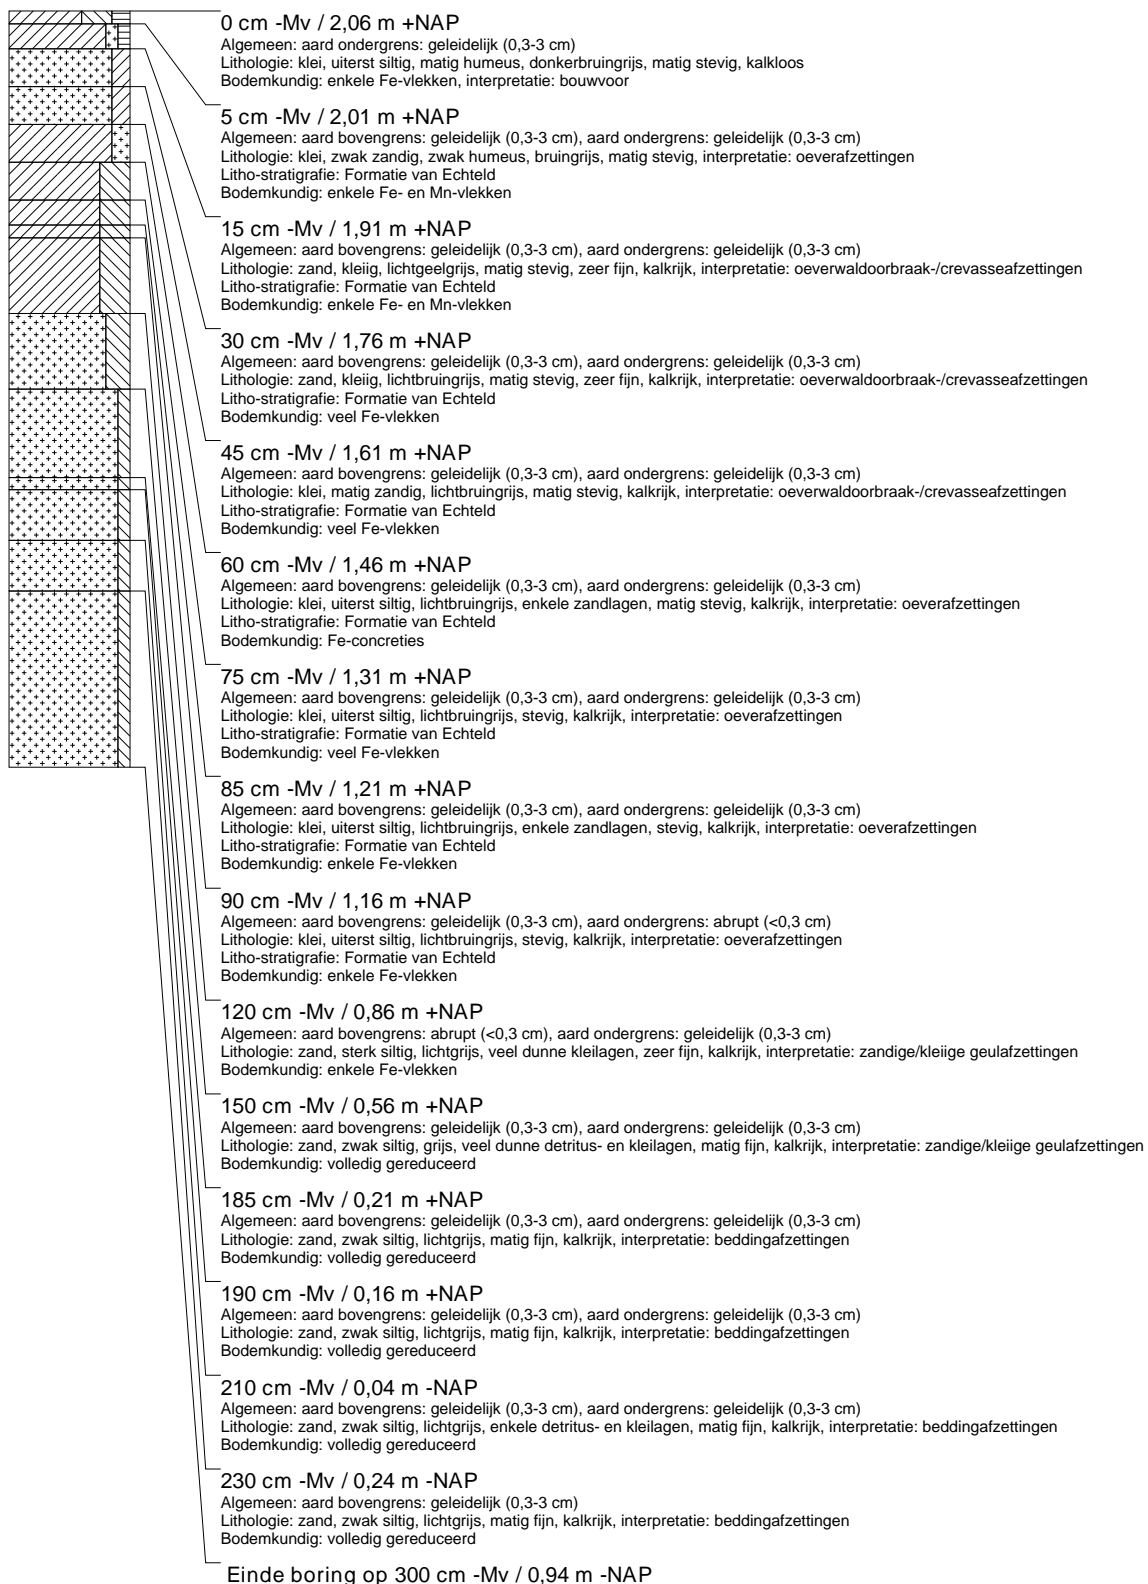 0 cm -Mv / 2,06 m +NAP
Algemeen: aard ondergrens: geleidelijk (0,3-3 cm)
Lithologie: klei, uiterst siltig, matig humeus, donkerbruingrijs, matig stevig, kalkloos
Bodemkundig: enkele Fe-vlekken, interpretatie: bouwvoor
5 cm -Mv / 2,01 m +NAP
Algemeen: aard bovengrens: geleidelijk (0,3-3 cm), aard ondergrens: geleidelijk (0,3-3 cm)
Lithologie: klei, zwak zandig, zwak humeus, bruingrijs, matig stevig, interpretatie: oeverafzettingen
Litho-stratigrafie: Formatie van Echteld
Bodemkundig: enkele Fe- en Mn-vlekken
15 cm -Mv / 1,91 m +NAP
Algemeen: aard bovengrens: geleidelijk (0,3-3 cm), aard ondergrens: geleidelijk (0,3-3 cm)
Lithologie: zand, kleiig, lichtgeelgrijs, matig stevig, zeer fijn, kalkrijk, interpretatie: oeverwaldoorbraak-/crevasseafzettingen
Litho-stratigrafie: Formatie van Echteld
Bodemkundig: enkele Fe- en Mn-vlekken
30 cm -Mv / 1,76 m +NAP
Algemeen: aard bovengrens: geleidelijk (0,3-3 cm), aard ondergrens: geleidelijk (0,3-3 cm)
Lithologie: zand, kleiig, lichtbruingrijs, matig stevig, zeer fijn, kalkrijk, interpretatie: oeverwaldoorbraak-/crevasseafzettingen
Litho-stratigrafie: Formatie van Echteld
Bodemkundig: veel Fe-vlekken
45 cm -Mv / 1,61 m +NAP
Algemeen: aard bovengrens: geleidelijk (0,3-3 cm), aard ondergrens: geleidelijk (0,3-3 cm)
Lithologie: klei, matig zandig, lichtbruingrijs, matig stevig, kalkrijk, interpretatie: oeverwaldoorbraak-/crevasseafzettingen
Litho-stratigrafie: Formatie van Echteld
Bodemkundig: veel Fe-vlekken
60 cm -Mv / 1,46 m +NAP
Algemeen: aard bovengrens: geleidelijk (0,3-3 cm), aard ondergrens: geleidelijk (0,3-3 cm)
Lithologie: klei, uiterst siltig, lichtbruingrijs, enkele zandlagen, matig stevig, kalkrijk, interpretatie: oeverafzettingen
Litho-stratigrafie: Formatie van Echteld
Bodemkundig: Fe-concreties
75 cm -Mv / 1,31 m +NAP
Algemeen: aard bovengrens: geleidelijk (0,3-3 cm), aard ondergrens: geleidelijk (0,3-3 cm)
Lithologie: klei, uiterst siltig, lichtbruingrijs, stevig, kalkrijk, interpretatie: oeverafzettingen
Litho-stratigrafie: Formatie van Echteld
Bodemkundig: veel Fe-vlekken
85 cm -Mv / 1,21 m +NAP
Algemeen: aard bovengrens: geleidelijk (0,3-3 cm), aard ondergrens: geleidelijk (0,3-3 cm)
Lithologie: klei, uiterst siltig, lichtbruingrijs, enkele zandlagen, stevig, kalkrijk, interpretatie: oeverafzettingen
Litho-stratigrafie: Formatie van Echteld
Bodemkundig: enkele Fe-vlekken
90 cm -Mv / 1,16 m +NAP
Algemeen: aard bovengrens: geleidelijk (0,3-3 cm), aard ondergrens: abrupt (<0,3 cm)
Lithologie: klei, uiterst siltig, lichtbruingrijs, stevig, kalkrijk, interpretatie: oeverafzettingen
Litho-stratigrafie: Formatie van Echteld
Bodemkundig: enkele Fe-vlekken
120 cm -Mv / 0,86 m +NAP
Algemeen: aard bovengrens: abrupt (<0,3 cm), aard ondergrens: geleidelijk (0,3-3 cm)
Lithologie: zand, sterk siltig, lichtgrijs, veel dunne kleilagen, zeer fijn, kalkrijk, interpretatie: zandige/kleiige geulafzettingen
Bodemkundig: enkele Fe-vlekken
150 cm -Mv / 0,56 m +NAP
Algemeen: aard bovengrens: geleidelijk (0,3-3 cm), aard ondergrens: geleidelijk (0,3-3 cm)
Lithologie: zand, zwak siltig, grijs, veel dunne detritus- en kleilagen, matig fijn, kalkrijk, interpretatie: zandige/kleiige geulafzettingen
Bodemkundig: volledig gereduceerd
185 cm -Mv / 0,21 m +NAP
Algemeen: aard bovengrens: geleidelijk (0,3-3 cm), aard ondergrens: geleidelijk (0,3-3 cm)
Lithologie: zand, zwak siltig, lichtgrijs, matig fijn, kalkrijk, interpretatie: beddingafzettingen
Bodemkundig: volledig gereduceerd
190 cm -Mv / 0,16 m +NAP
Algemeen: aard bovengrens: geleidelijk (0,3-3 cm), aard ondergrens: geleidelijk (0,3-3 cm)
Lithologie: zand, zwak siltig, lichtgrijs, matig fijn, kalkrijk, interpretatie: beddingafzettingen
Bodemkundig: volledig gereduceerd
210 cm -Mv / 0,04 m -NAP
Algemeen: aard bovengrens: geleidelijk (0,3-3 cm), aard ondergrens: geleidelijk (0,3-3 cm)
Lithologie: zand, zwak siltig, lichtgrijs, enkele detritus- en kleilagen, matig fijn, kalkrijk, interpretatie: beddingafzettingen
Bodemkundig: volledig gereduceerd
230 cm -Mv / 0,24 m -NAP
Algemeen: aard bovengrens: geleidelijk (0,3-3 cm)
Lithologie: zand, zwak siltig, lichtgrijs, matig fijn, kalkrijk, interpretatie: beddingafzettingen
Bodemkundig: volledig gereduceerd
Einde boring op 300 cm -Mv / 0,94 m -NAP